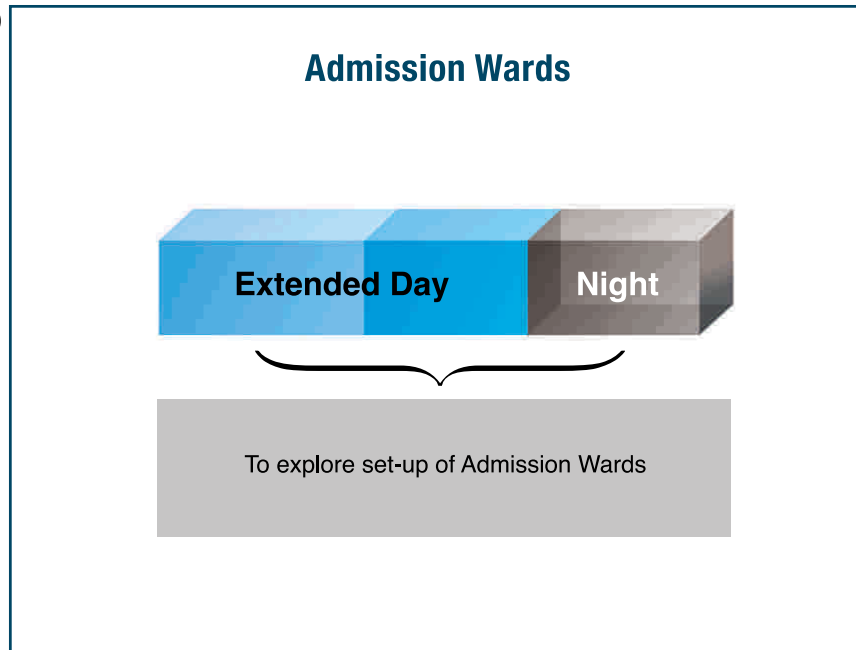 Admission Wards
Extended Day Night
To explore set-up of Admission Wards